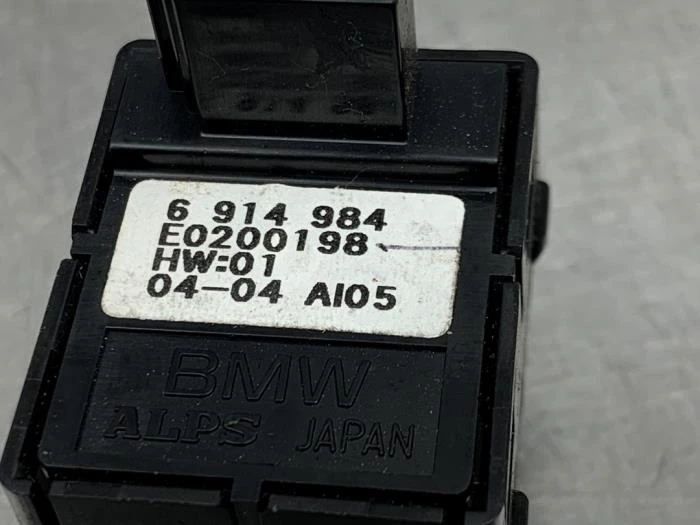 6 914 984
E0200198
HW:01
04-04 AI05
BMW
ALPS JAPAN